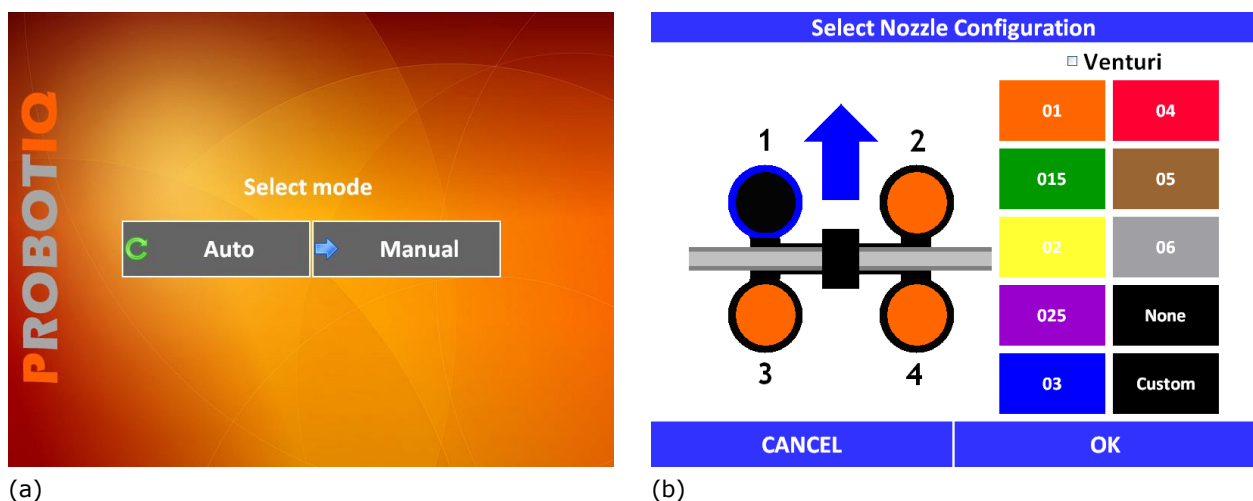 PROBOTIQ
Select mode
Auto
Manual
(a)
Select Nozzle Configuration
Venturi
1
2
3
4
01
04
015
05
02
06
025
None
03
Custom
CANCEL
OK
(b)